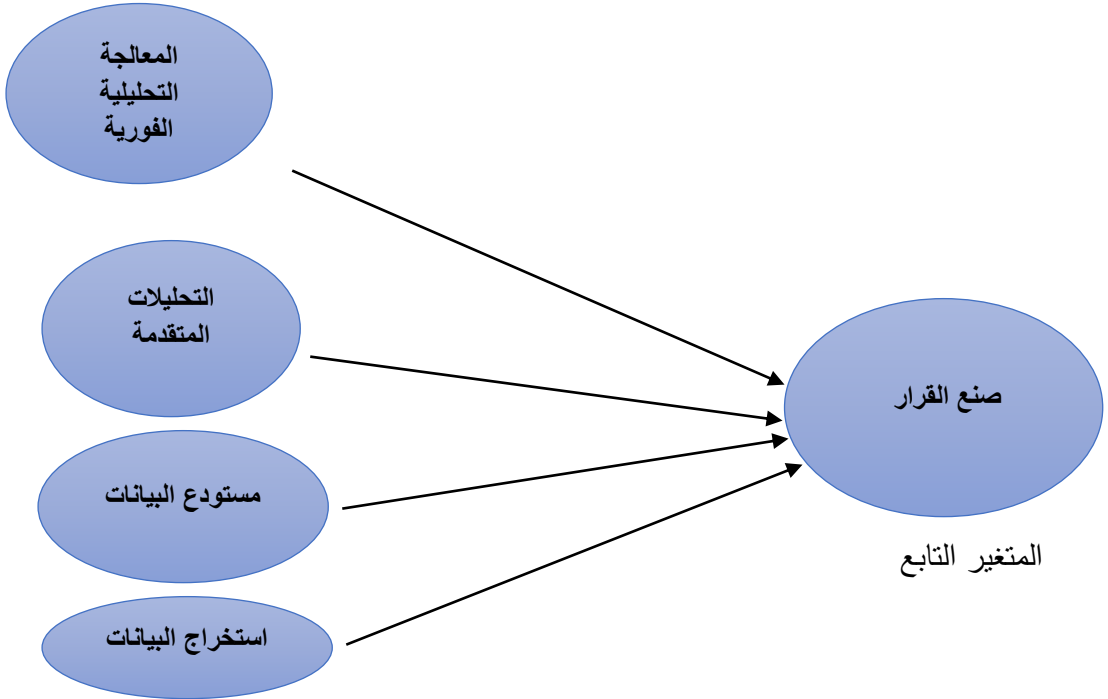 المعالجة
التحليلية
الفورية
التحليلات
المتقدمة
صنع القرار
مستودع البيانات
المتغير التابع
استخراج البيانات